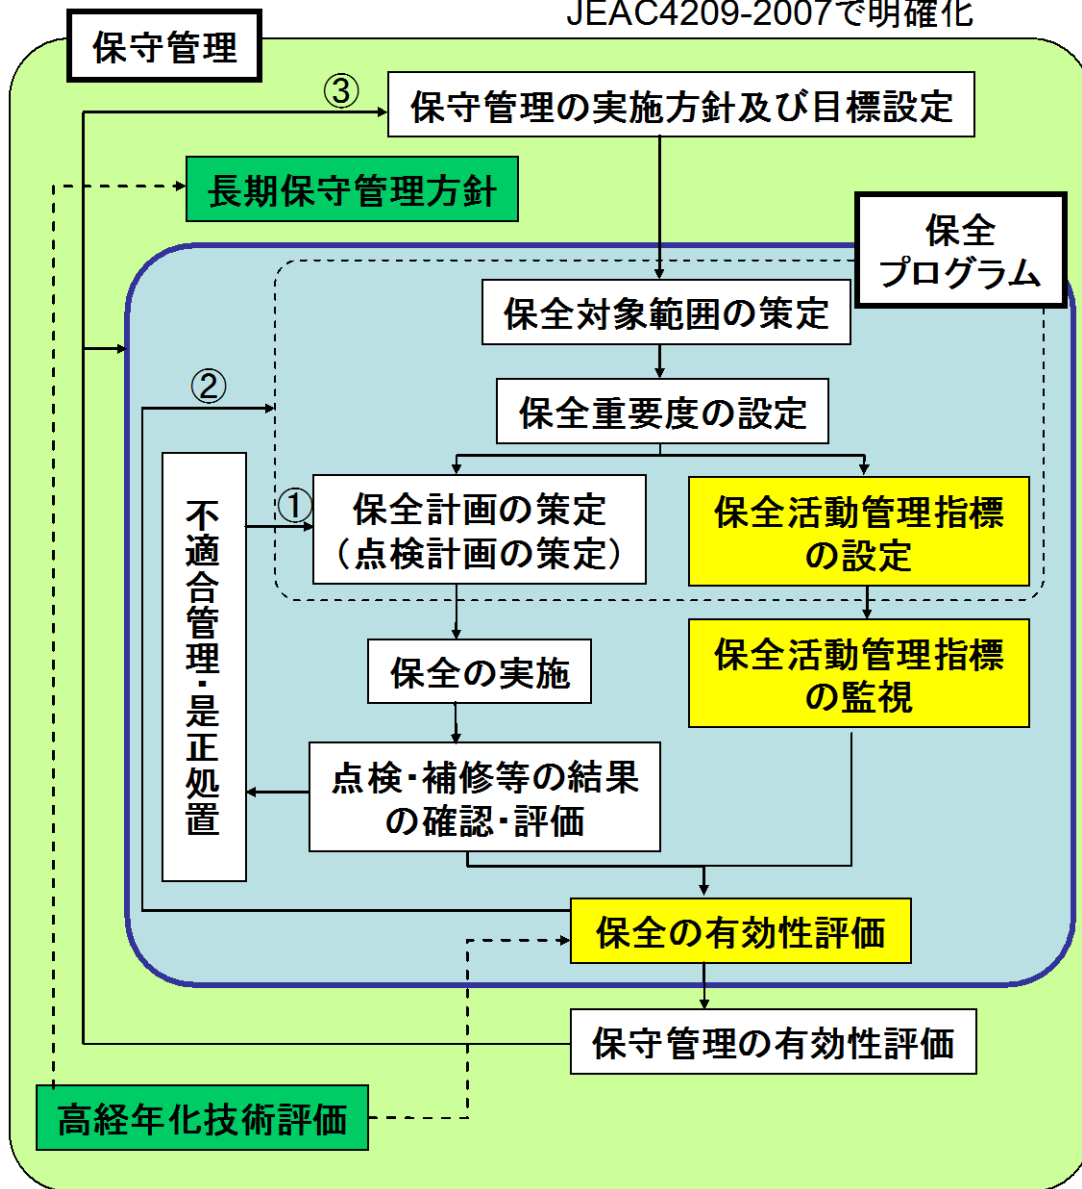 JEAC4209-2007で明確化
保守管理
③
保守管理の実施方針及び目標設定
長期保守管理方針
保全
プログラム
保全対象範囲の策定
②
保全重要度の設定
不適合管理・是正処置
①
保全計画の策定
（点検計画の策定）
保全活動管理指標
の設定
保全の実施
保全活動管理指標
の監視
点検・補修等の結果
の確認・評価
保全の有効性評価
保守管理の有効性評価
高経年化技術評価